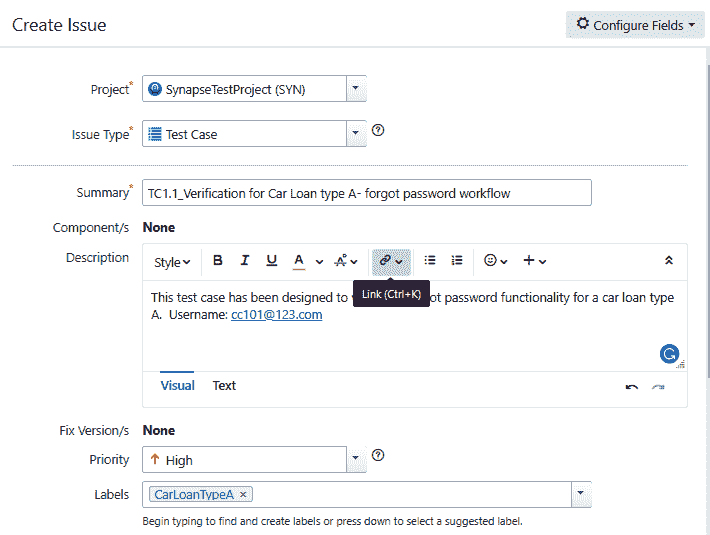 Create Issue
Configure Fields
Project*
SynapseTestProject (SYN)
Issue Type*
Test Case
Summary*
TC1.1_Verification for Car Loan type A- forgot password workflow
Component/s None
Description
Style B I U A A
Link (Ctrl+K)
This test case has been designed to ot password functionality for a car loan type
A. Username: cc101@123.com
Visual Text
Fix Version/s None
Priority
High
Labels
CarLoanTypeA ×
Begin typing to find and create labels or press down to select a suggested label.